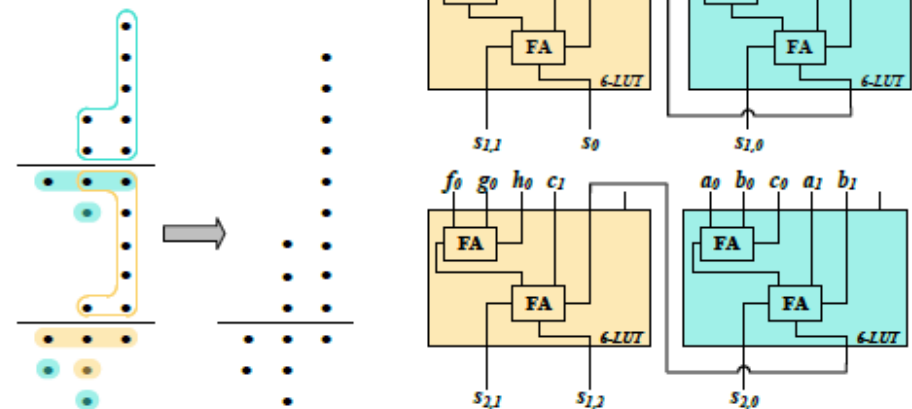 FA FA
6-LUT 6-LUT
s1,1 s0 s1,0
f0 g0 h0 c1 a0 b0 c0 a1 b1
FA FA
FA FA
6-LUT 6-LUT
s2,1 s1,2 s2,0